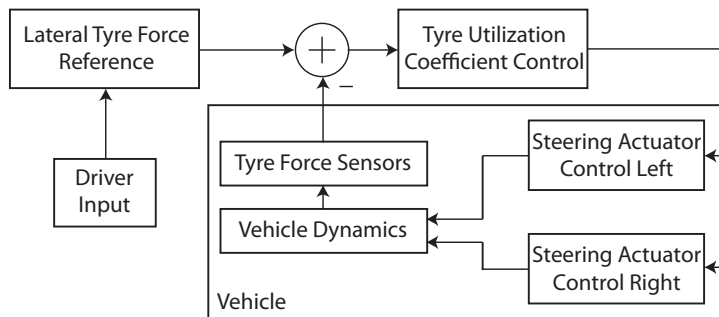 Lateral Tyre Force
Reference
+
Tyre Utilization
Coefficient Control
−
Driver
Input
Tyre Force Sensors
Vehicle Dynamics
Steering Actuator
Control Left
Steering Actuator
Control Right
Vehicle